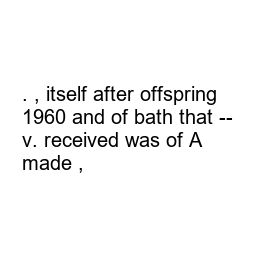 . , itself after offspring
1960 and of bath that --
v. received was of A
made ,